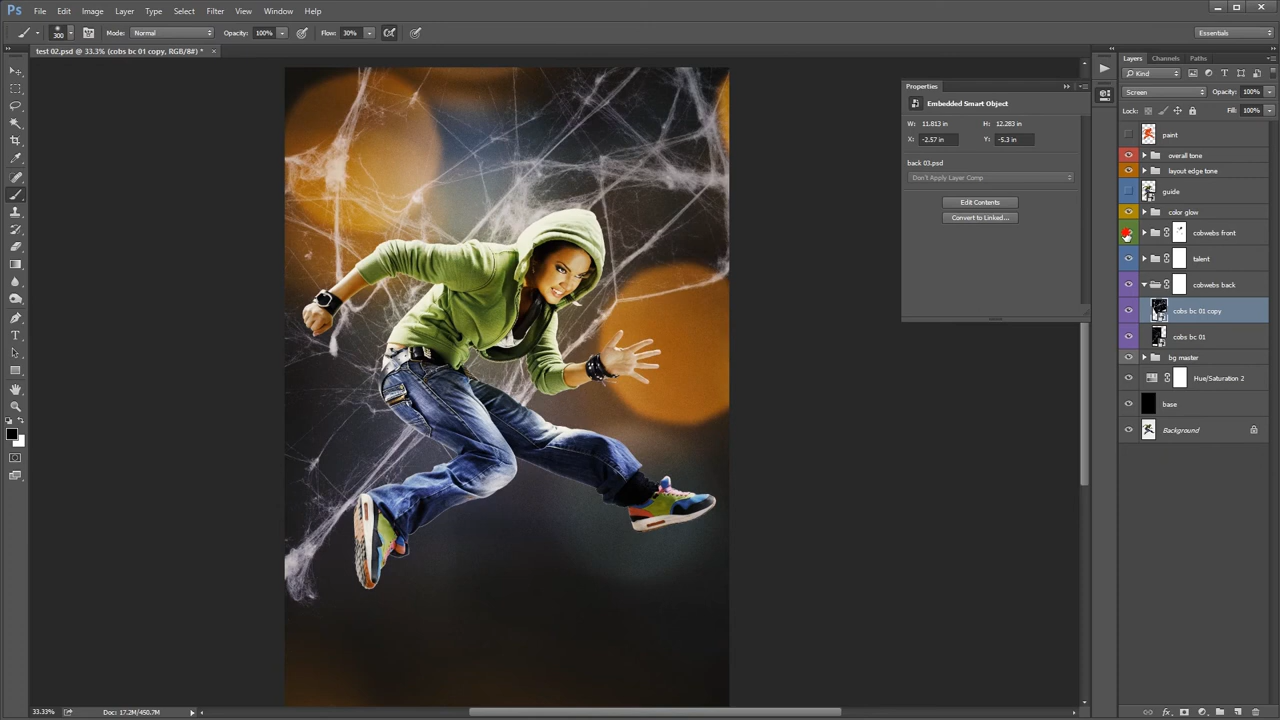 Ps File Edit Image Layer Type Select Filter View Window Help
300 Mode: Normal Opacity: 100% Flow: 30% Essentials
test 02.psd @ 33.3% (cobs bc 01 copy, RGB/8#) * ×
Properties
Embedded Smart Object
W: 11.813 in H: 12.283 in
X: -2.57 in Y: -5.3 in
back 03.psd
Don't Apply Layer Comp
Edit Contents
Convert to Linked...
Layers Channels Paths
Kind
Screen Opacity: 100%
Lock: Fill: 100%
paint
overall tone
layout edge tone
guide
color glow
cobwebs front
talent
cobwebs back
cobs bc 01 copy
cobs bc 01
bg master
Hue/Saturation 2
base
Background
33.33% Doc: 17.2M/450.7M